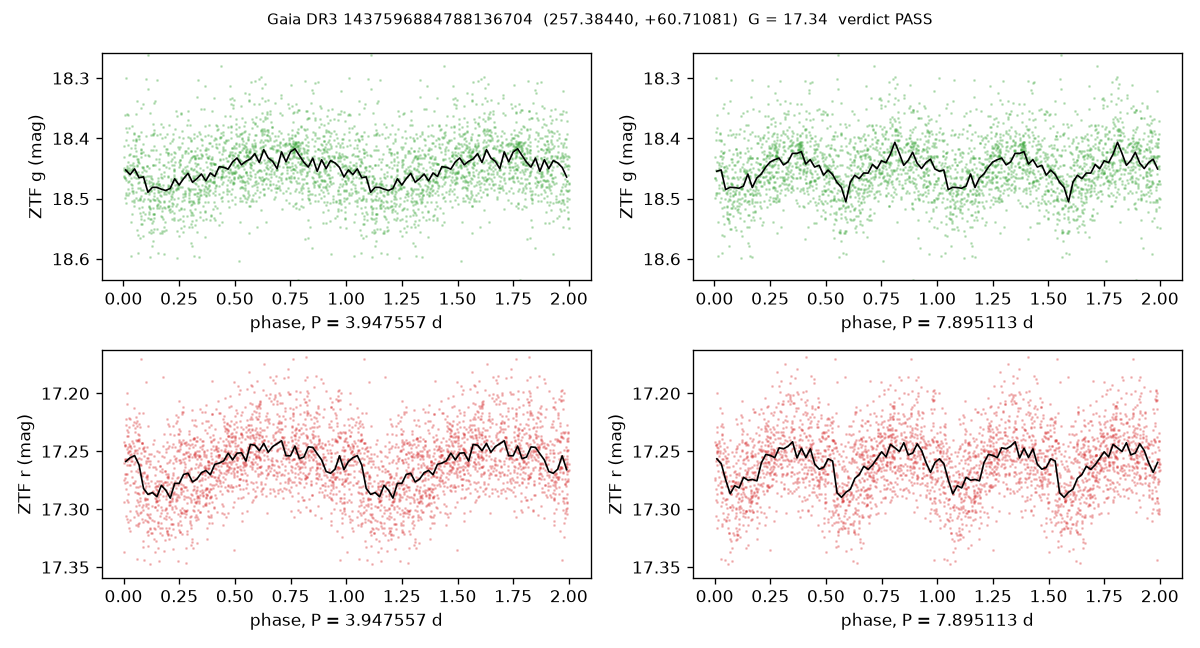 Gaia DR3 1437596884788136704 (257.38440, +60.71081) G = 17.34 verdict PASS
ZTF g (mag)
18.3
18.4
18.5
18.6
0.00 0.25 0.50 0.75 1.00 1.25 1.50 1.75 2.00
phase, P = 3.947557 d
ZTF g (mag)
18.3
18.4
18.5
18.6
0.00 0.25 0.50 0.75 1.00 1.25 1.50 1.75 2.00
phase, P = 7.895113 d
ZTF r (mag)
17.20
17.25
17.30
17.35
0.00 0.25 0.50 0.75 1.00 1.25 1.50 1.75 2.00
phase, P = 3.947557 d
ZTF r (mag)
17.20
17.25
17.30
17.35
0.00 0.25 0.50 0.75 1.00 1.25 1.50 1.75 2.00
phase, P = 7.895113 d